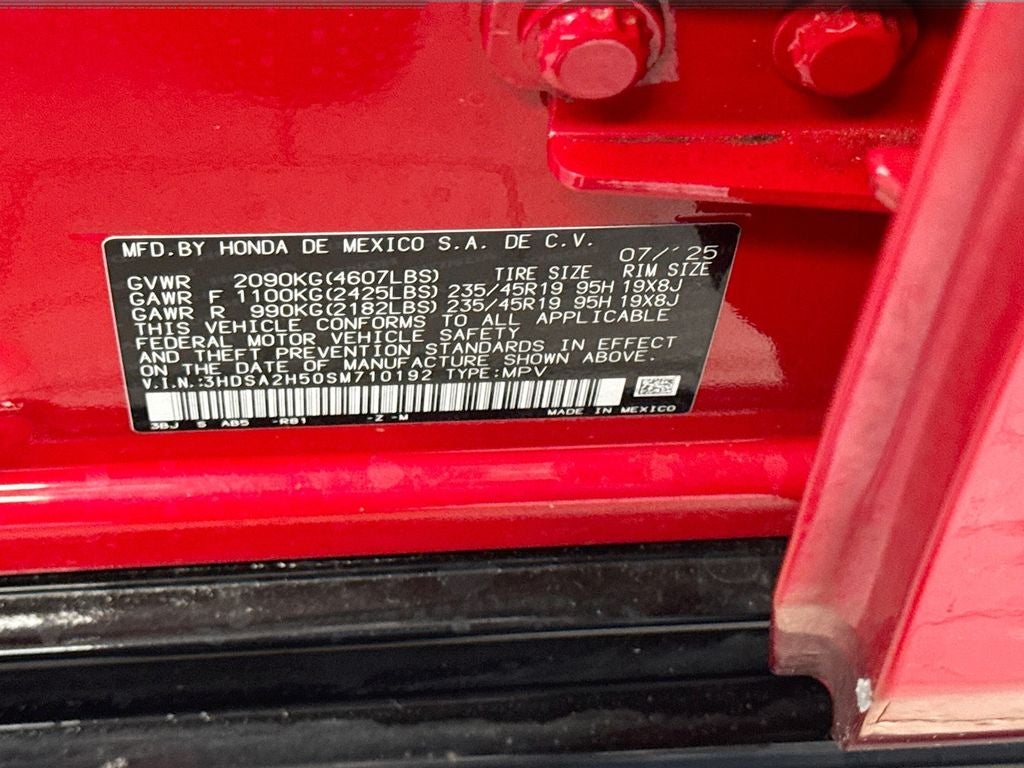 MFD.BY HONDA DE MEXICO S.A. DE C.V. 07/'25
GVWR 2090KG(4607LBS) TIRE SIZE RIM SIZE
GAWR F 1100KG(2425LBS) 235/45R19 95H 19X8J
GAWR R 990KG(2182LBS) 235/45R19 95H 19X8J
THIS VEHICLE CONFORMS TO ALL APPLICABLE
FEDERAL MOTOR VEHICLE SAFETY
AND THEFT PREVENTION STANDARDS IN EFFECT
ON THE DATE OF MANUFACTURE SHOWN ABOVE.
V.I.N.:3HDSA2H50SM710192 TYPE:MPV
MADE IN MEXICO
3BJ S AB5 -RB1 -Z -M